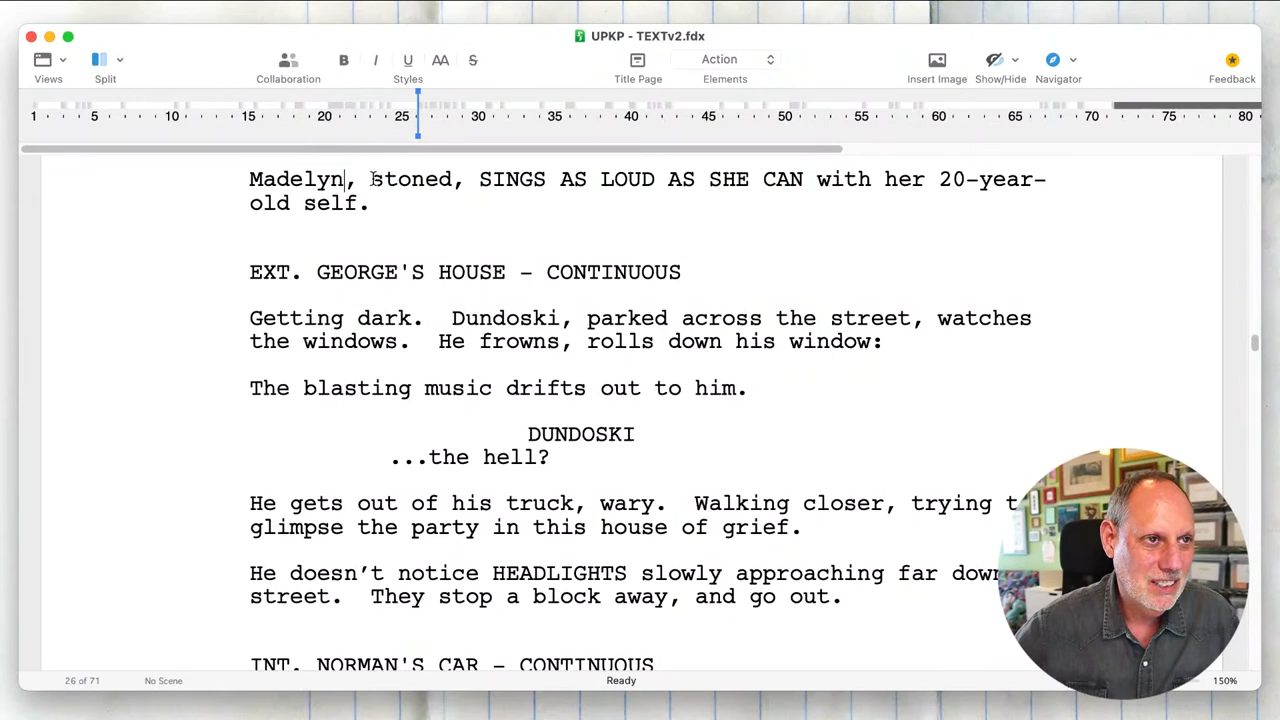 UPKP - TEXTv2.fdx
B I U AA S Action
Views Split Collaboration Styles Title Page Elements Insert Image Show/Hide Navigator Feedback
1 5 10 15 20 25 30 35 40 45 50 55 60 65 70 75 80
Madelyn, stoned, SINGS AS LOUD AS SHE CAN with her 20-year-
old self.
EXT. GEORGE'S HOUSE - CONTINUOUS
Getting dark. Dundoski, parked across the street, watches
the windows. He frowns, rolls down his window:
The blasting music drifts out to him.
DUNDOSKI
...the hell?
He gets out of his truck, wary. Walking closer, trying
glimpse the party in this house of grief.
He doesn’t notice HEADLIGHTS slowly approaching far
street. They stop a block away, and go out.
INT. NORMAN'S CAR - CONTINUOUS
26 of 71 No Scene Ready 150%